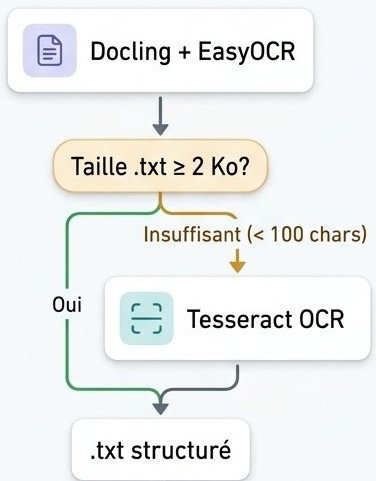 Docling + EasyOCR
Taille .txt ≥ 2 Ko?
Insuffisant (< 100 chars)
Oui
Tesseract OCR
.txt structuré